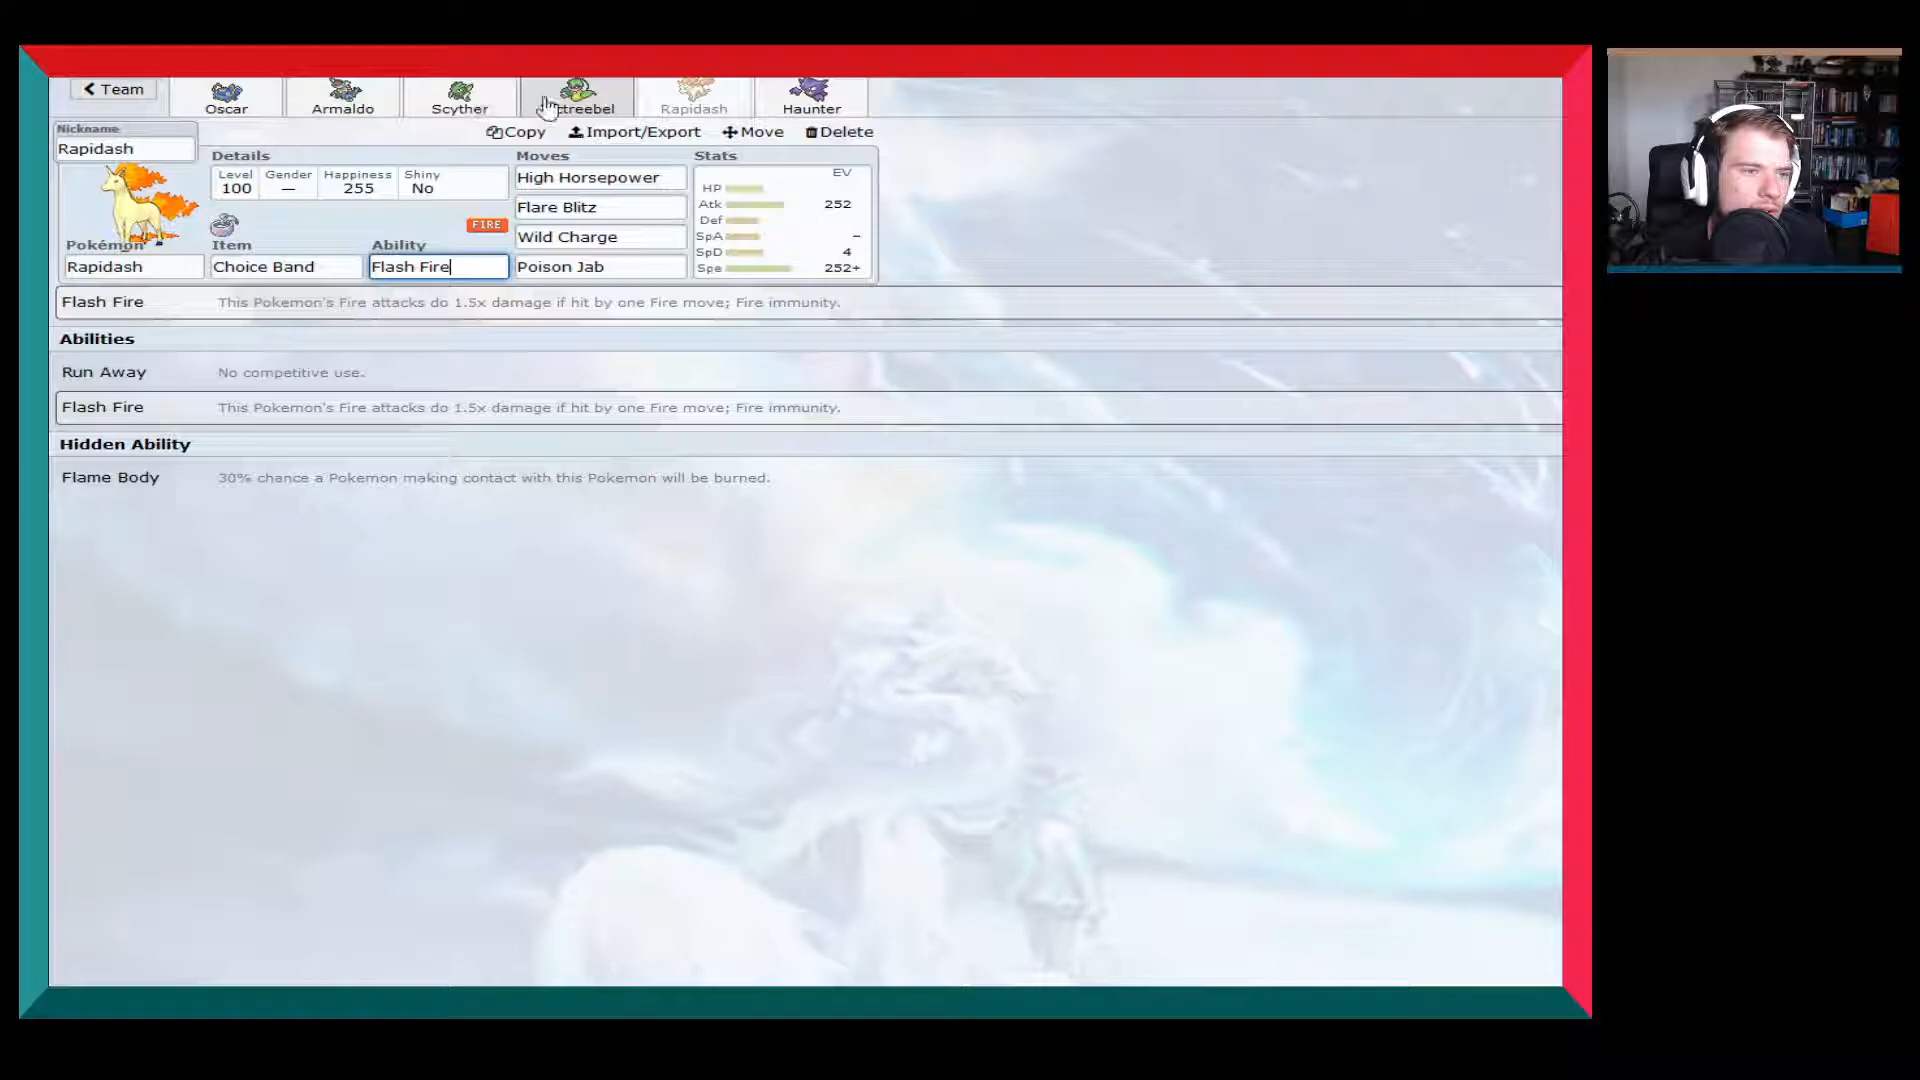 Team
Oscar
Armaldo
Scyther
treebel
Rapidash
Haunter
Copy
Import/Export
Move
Delete
Nickname
Rapidash
Details
Moves
Stats
Level
100
Gender
—
Happiness
255
Shiny
No
High Horsepower
EV
HP
Atk 252
Def
SpA –
SpD 4
Spe 252+
Flare Blitz
FIRE
Wild Charge
Pokémon
Item
Ability
Rapidash
Choice Band
Flash Fire
Poison Jab
Flash Fire This Pokemon's Fire attacks do 1.5x damage if hit by one Fire move; Fire immunity.
Abilities
Run Away No competitive use.
Flash Fire This Pokemon's Fire attacks do 1.5x damage if hit by one Fire move; Fire immunity.
Hidden Ability
Flame Body 30% chance a Pokemon making contact with this Pokemon will be burned.